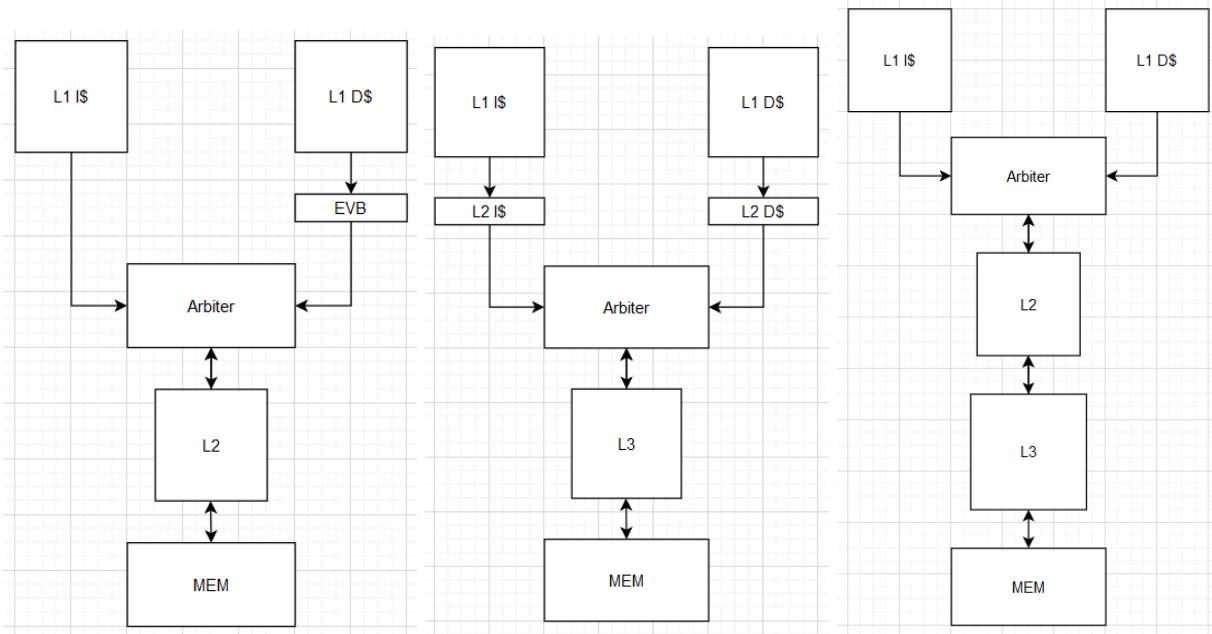 L1 I$
L1 D$
EVB
Arbiter
L2
MEM
L1 I$
L1 D$
L2 I$
L2 D$
Arbiter
L3
MEM
L1 I$
L1 D$
Arbiter
L2
L3
MEM